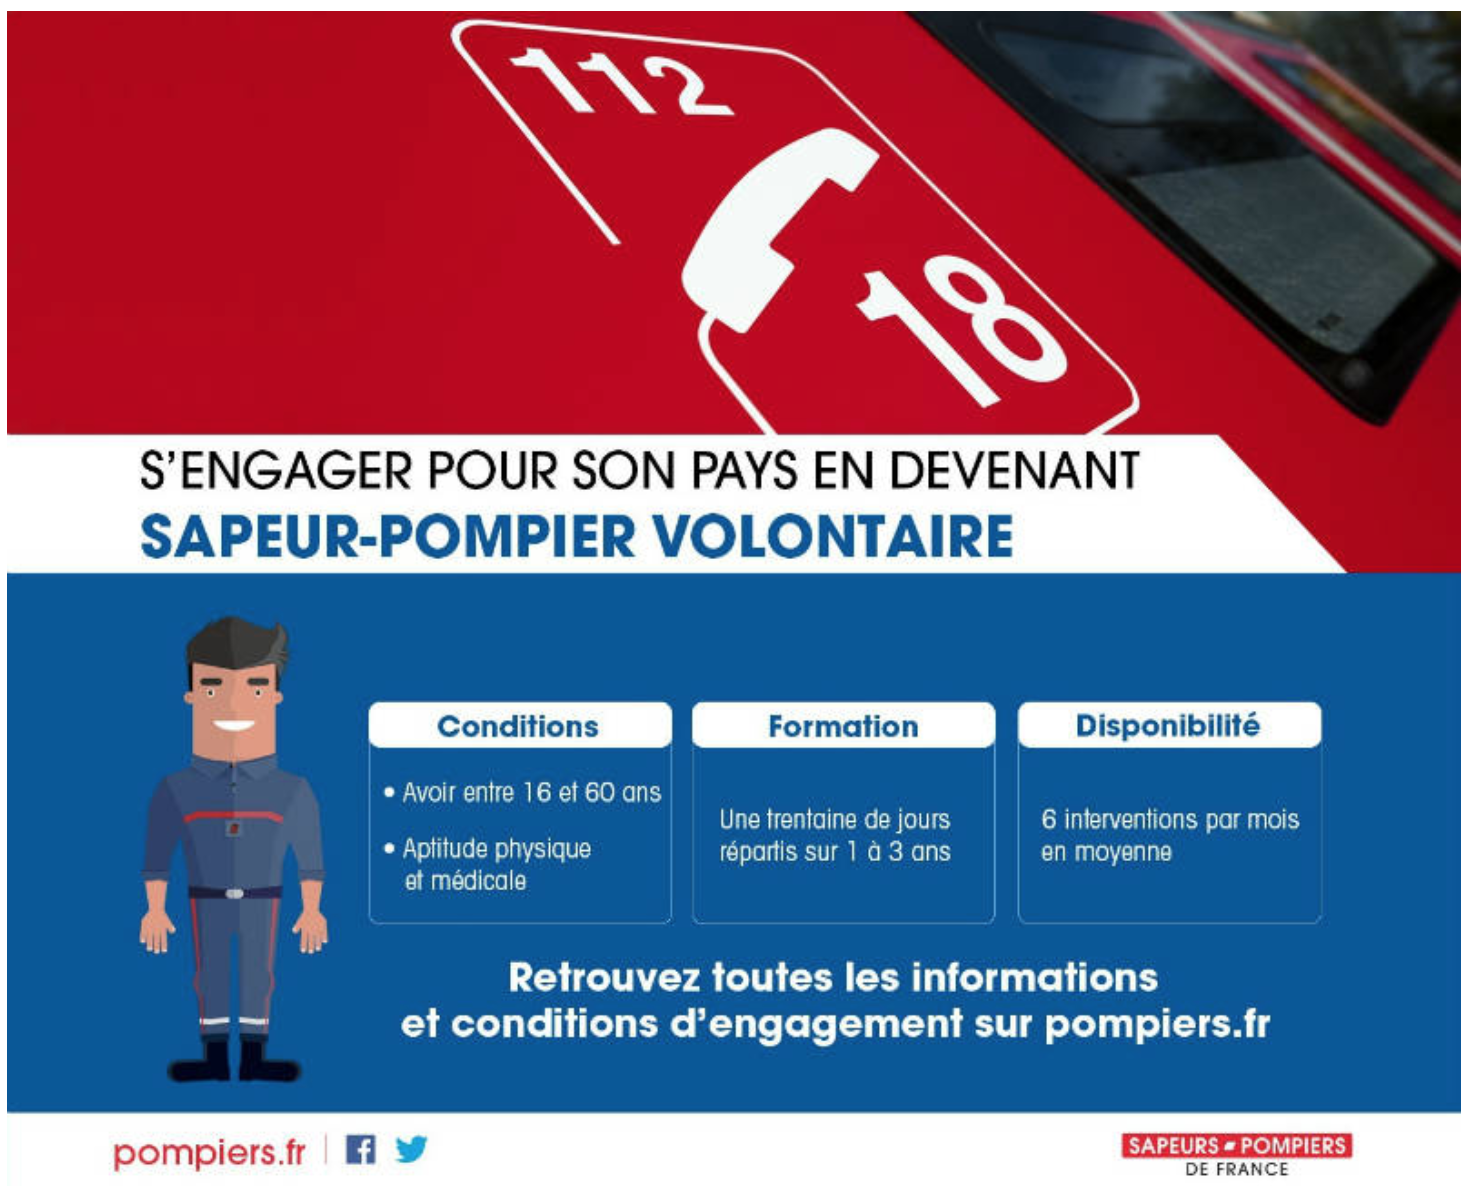 112
18
S'ENGAGER POUR SON PAYS EN DEVENANT
SAPEUR-POMPIER VOLONTAIRE
Conditions
• Avoir entre 16 et 60 ans
• Aptitude physique
et médicale
Formation
Une trentaine de jours
répartis sur 1 à 3 ans
Disponibilité
6 interventions par mois
en moyenne
Retrouvez toutes les informations
et conditions d'engagement sur pompiers.fr
pompiers.fr
SAPEURS-POMPIERS
DE FRANCE